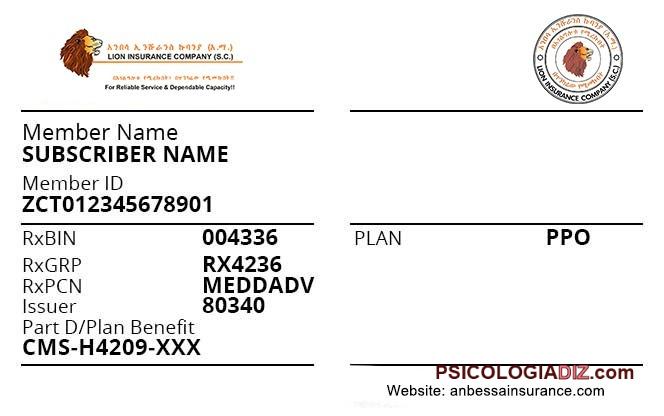 አንበሳ ኢንሹራንስ ኩባንያ (አ.ማ.)
LION INSURANCE COMPANY (S.C.)
For Reliable Service & Dependable Capacity!!
LION INSURANCE COMPANY (S.C.)
Member Name
SUBSCRIBER NAME
Member ID
ZCT012345678901
RxBIN 004336
PLAN PPO
RxGRP RX4236
RxPCN MEDDADV
Issuer 80340
Part D/Plan Benefit
CMS-H4209-XXX
PSICOLOGIADIZ.com
Website: anbessainsurance.com